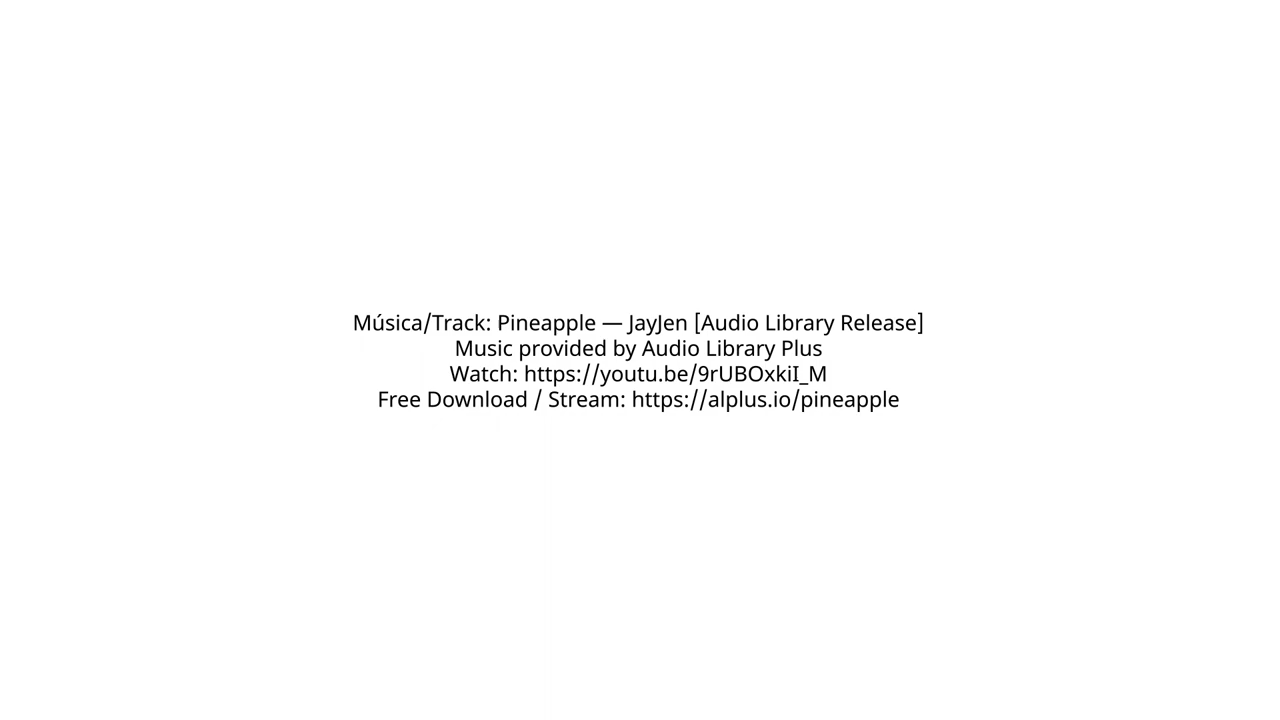 Música/Track: Pineapple — JayJen [Audio Library Release]
Music provided by Audio Library Plus
Watch: https://youtu.be/9rUBOxkiI_M
Free Download / Stream: https://alplus.io/pineapple